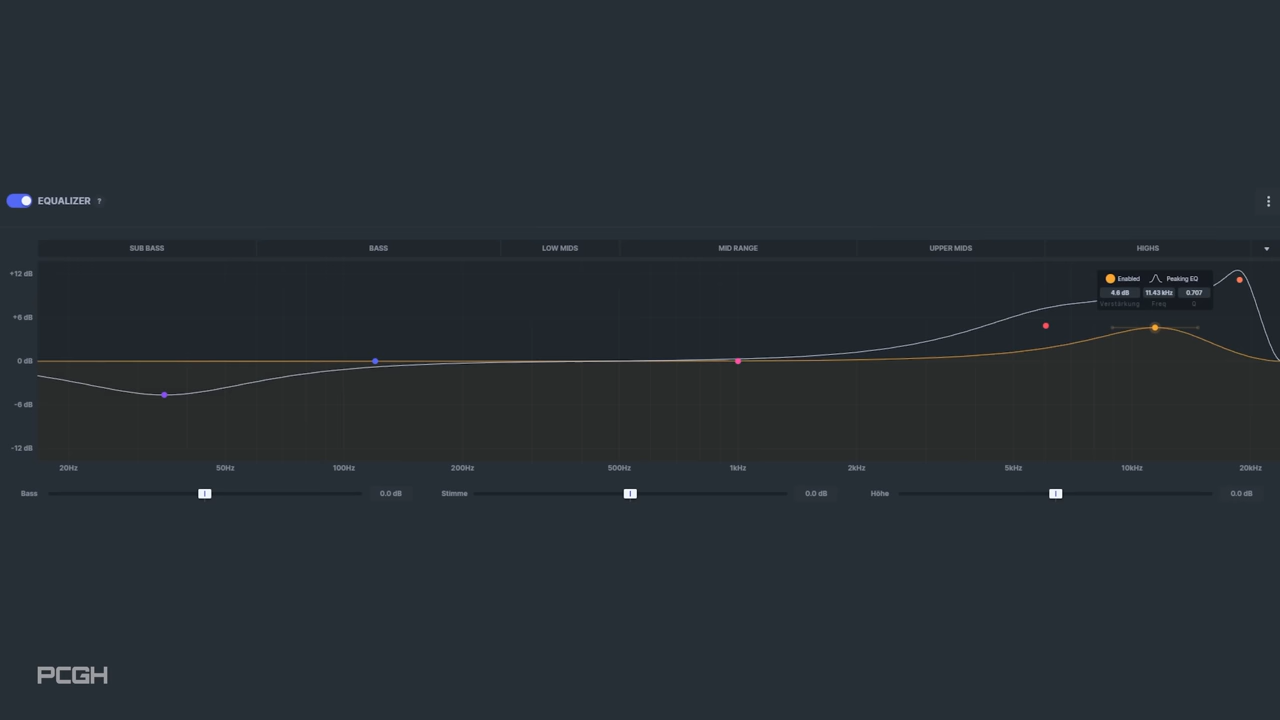 EQUALIZER ?
SUB BASS BASS LOW MIDS MID RANGE UPPER MIDS HIGHS
+12 dB
+6 dB
0 dB
-6 dB
-12 dB
Enabled Peaking EQ
4.6 dB 11.43 kHz 0.707
Verstärkung Freq Q
20Hz 50Hz 100Hz 200Hz 500Hz 1kHz 2kHz 5kHz 10kHz 20kHz
Bass 0.0 dB Stimme 0.0 dB Höhe 0.0 dB
PCGH